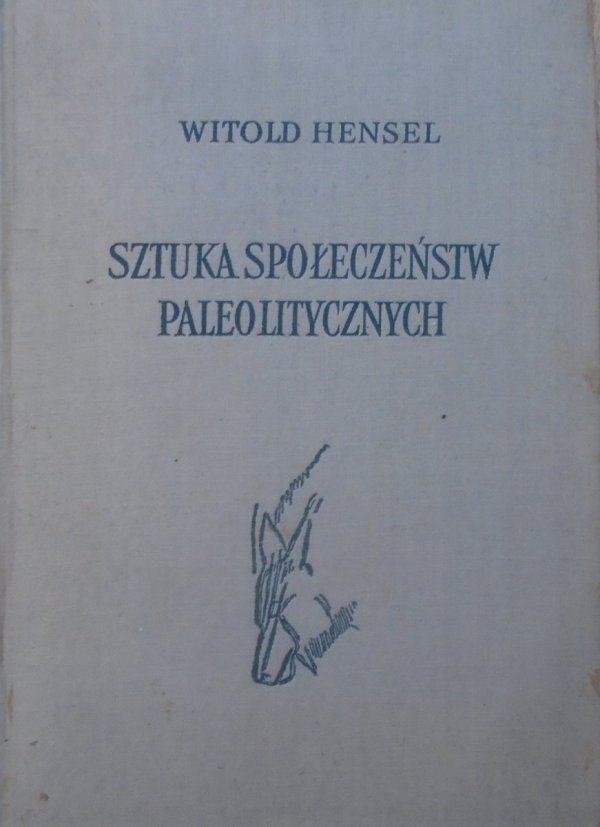 WITOLD HENSEL
SZTUKA SPOŁECZEŃSTW
PALEOLITYCZNYCH